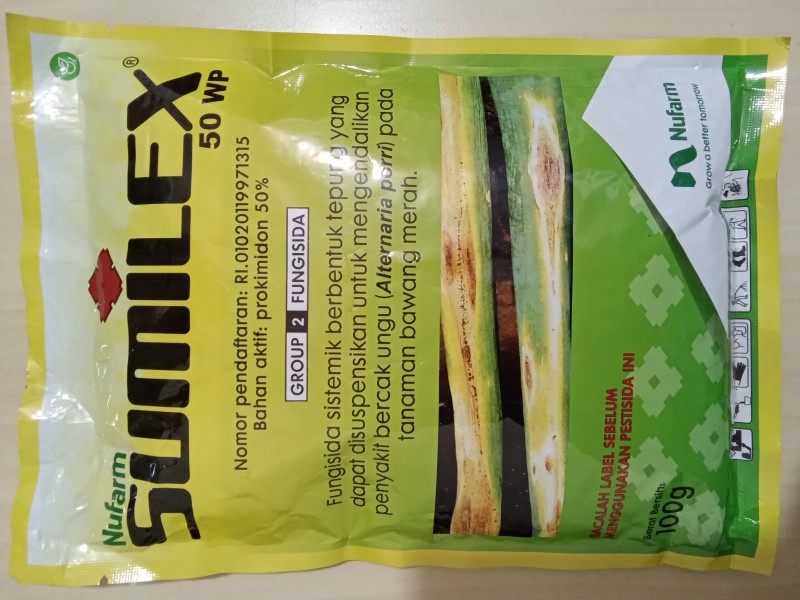 Nufarm
SUMILEX®
50 WP
Nomor pendaftaran: RI.01020119971315
Bahan aktif: prokimidon 50%
GROUP 2 FUNGISIDA
Fungisida sistemik berbentuk tepung yang
dapat disuspensikan untuk mengendalikan
penyakit bercak ungu (Alternaria porri) pada
tanaman bawang merah.
BACALAH LABEL SEBELUM
MENGGUNAKAN PESTISIDA INI
Berat Bersih:
100g
Nufarm
Grow a better tomorrow